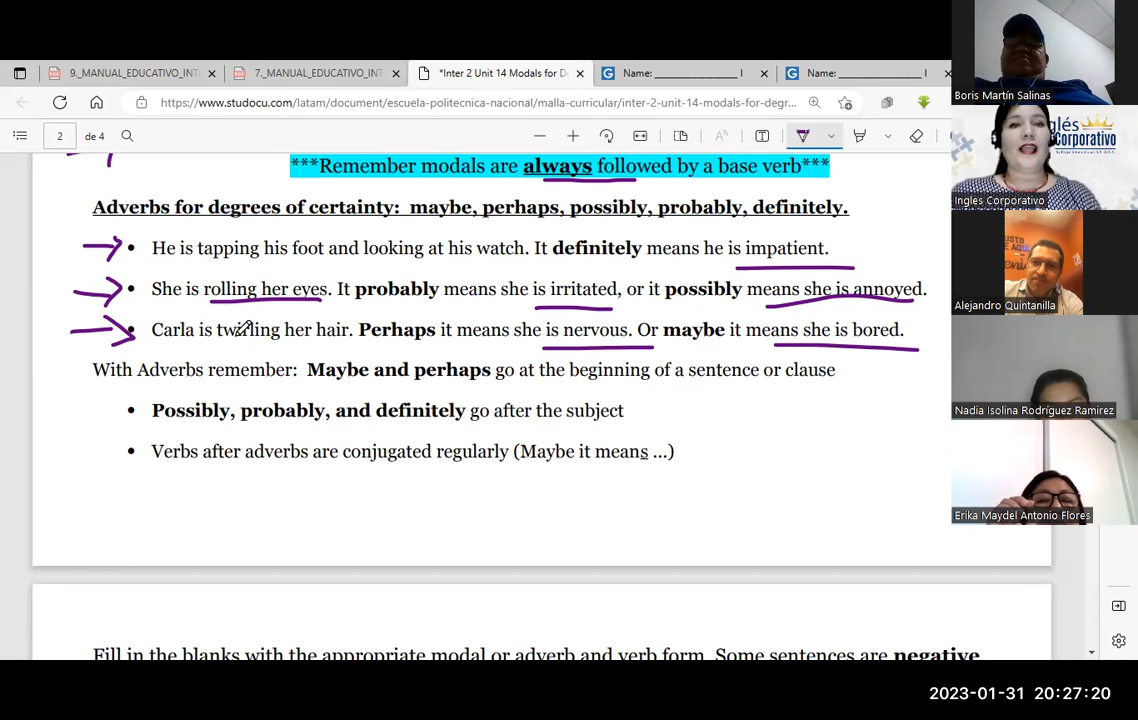 9._MANUAL_EDUCATIVO_INT
7._MANUAL_EDUCATIVO_INT
*Inter 2 Unit 14 Modals for De
Name: ________________ I
Name: ________________ I
https://www.studocu.com/latam/document/escuela-politecnica-nacional/malla-curricular/inter-2-unit-14-modals-for-degr...
2 de 4
***Remember modals are always followed by a base verb***
Adverbs for degrees of certainty: maybe, perhaps, possibly, probably, definitely.
• He is tapping his foot and looking at his watch. It definitely means he is impatient.
• She is rolling her eyes. It probably means she is irritated, or it possibly means she is annoyed.
• Carla is twirling her hair. Perhaps it means she is nervous. Or maybe it means she is bored.
With Adverbs remember: Maybe and perhaps go at the beginning of a sentence or clause
• Possibly, probably, and definitely go after the subject
• Verbs after adverbs are conjugated regularly (Maybe it means ...)
Fill in the blanks with the appropriate modal or adverb and verb form. Some sentences are negative
Boris Martín Salinas
glés
Corporativo
Inglés Corporativo
Alejandro Quintanilla
Nadia Isolina Rodríguez Ramirez
Erika Maydel Antonio Flores
2023-01-31 20:27:20